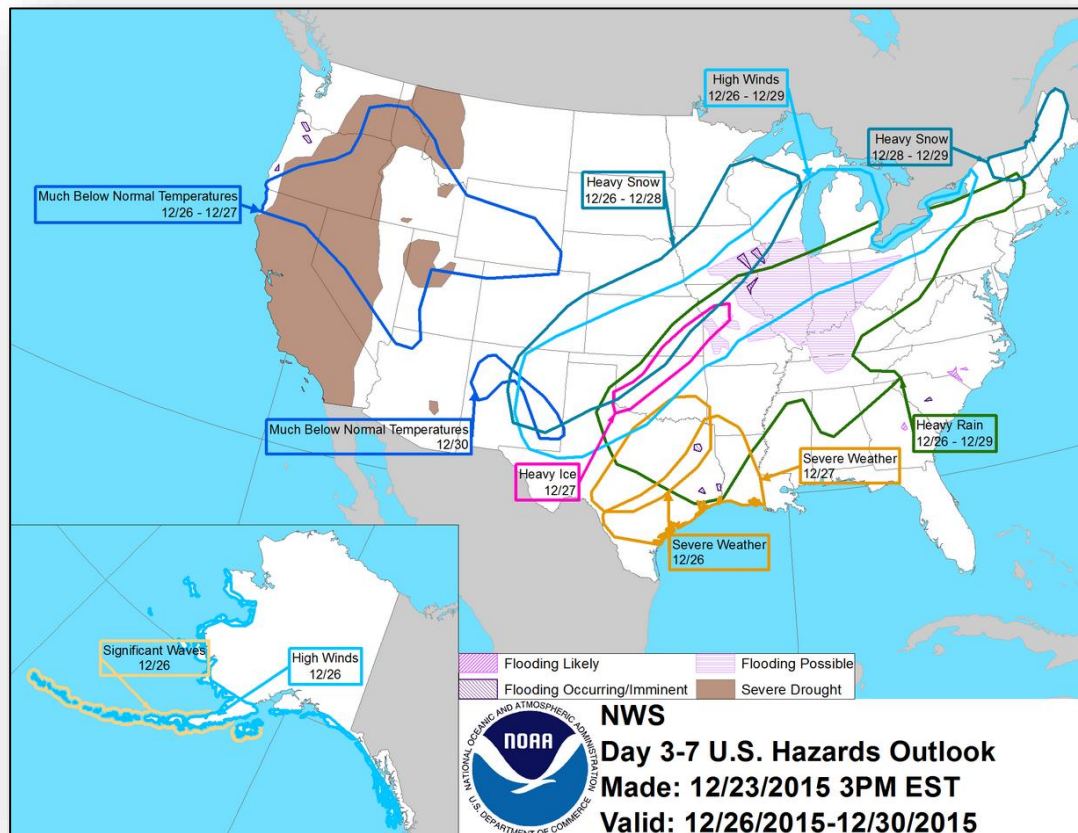 High Winds
12/26 - 12/29
Heavy Snow
12/28 - 12/29
Heavy Snow
12/26 - 12/28
Much Below Normal Temperatures
12/26 - 12/27
Much Below Normal Temperatures
12/30
Heavy Rain
12/26 - 12/29
Heavy Ice
12/27
Severe Weather
12/27
Severe Weather
12/26
Significant Waves
12/26
High Winds
12/26
Flooding Likely
Flooding Possible
Flooding Occurring/Imminent
Severe Drought
NATIONAL OCEANIC AND ATMOSPHERIC ADMINISTRATION
NOAA
U.S. DEPARTMENT OF COMMERCE
NWS
Day 3-7 U.S. Hazards Outlook
Made: 12/23/2015 3PM EST
Valid: 12/26/2015-12/30/2015